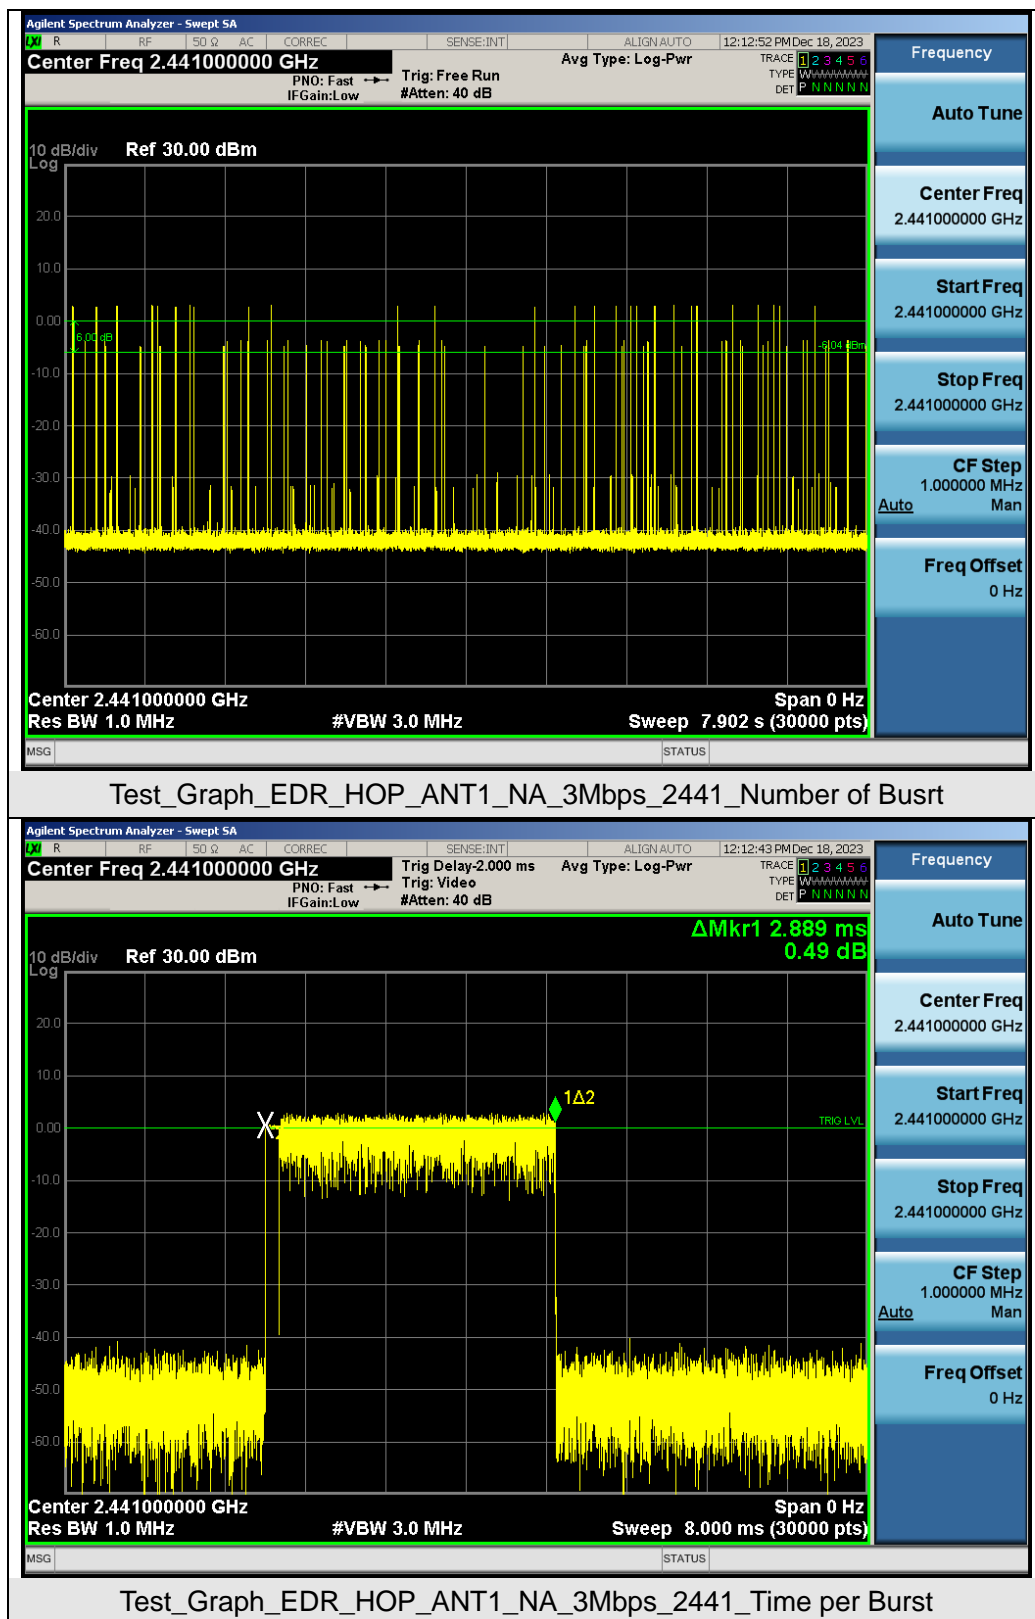 Agilent Spectrum Analyzer - Swept SA
LXI R RF 50 Ω AC CORREC SENSE:INT ALIGN AUTO 12:12:52 PM Dec 18, 2023
Center Freq 2.441000000 GHz
PNO: Fast
IFGain:Low
Trig: Free Run
#Atten: 40 dB
Avg Type: Log-Pwr
TRACE 1 2 3 4 5 6
TYPE W
DET P N N N N N
10 dB/div Ref 30.00 dBm
Log
20.0
10.0
0.00
6.00 dB
-6.04 dBm
-10.0
-20.0
-30.0
-40.0
-50.0
-60.0
Center 2.441000000 GHz Span 0 Hz
Res BW 1.0 MHz #VBW 3.0 MHz Sweep 7.902 s (30000 pts)
MSG STATUS
Frequency
Auto Tune
Center Freq
2.441000000 GHz
Start Freq
2.441000000 GHz
Stop Freq
2.441000000 GHz
CF Step
1.000000 MHz
Auto Man
Freq Offset
0 Hz
Test_Graph_EDR_HOP_ANT1_NA_3Mbps_2441_Number of Busrt
Agilent Spectrum Analyzer - Swept SA
LXI R RF 50 Ω AC CORREC SENSE:INT ALIGN AUTO 12:12:43 PM Dec 18, 2023
Center Freq 2.441000000 GHz
PNO: Fast
IFGain:Low
Trig Delay-2.000 ms
Trig: Video
#Atten: 40 dB
Avg Type: Log-Pwr
TRACE 1 2 3 4 5 6
TYPE W
DET P N N N N N
ΔMkr1 2.889 ms
0.49 dB
10 dB/div Ref 30.00 dBm
Log
20.0
10.0
0.00
1Δ2
TRIG LVL
-10.0
-20.0
-30.0
-40.0
-50.0
-60.0
Center 2.441000000 GHz Span 0 Hz
Res BW 1.0 MHz #VBW 3.0 MHz Sweep 8.000 ms (30000 pts)
MSG STATUS
Frequency
Auto Tune
Center Freq
2.441000000 GHz
Start Freq
2.441000000 GHz
Stop Freq
2.441000000 GHz
CF Step
1.000000 MHz
Auto Man
Freq Offset
0 Hz
Test_Graph_EDR_HOP_ANT1_NA_3Mbps_2441_Time per Burst